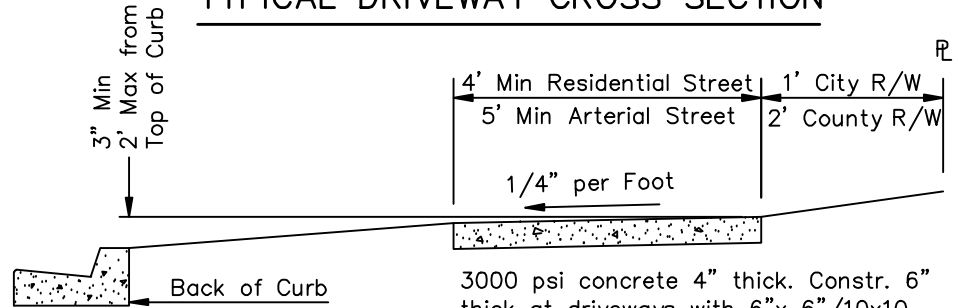 TYPICAL DRIVEWAY CROSS SECTION
3” Min
2’ Max from
Top of Curb
PL
4’ Min Residential Street
1’ City R/W
5’ Min Arterial Street
2’ County R/W
1/4” per Foot
Back of Curb
3000 psi concrete 4” thick. Constr. 6”
thick at driveways with 6”x 6”/10x10